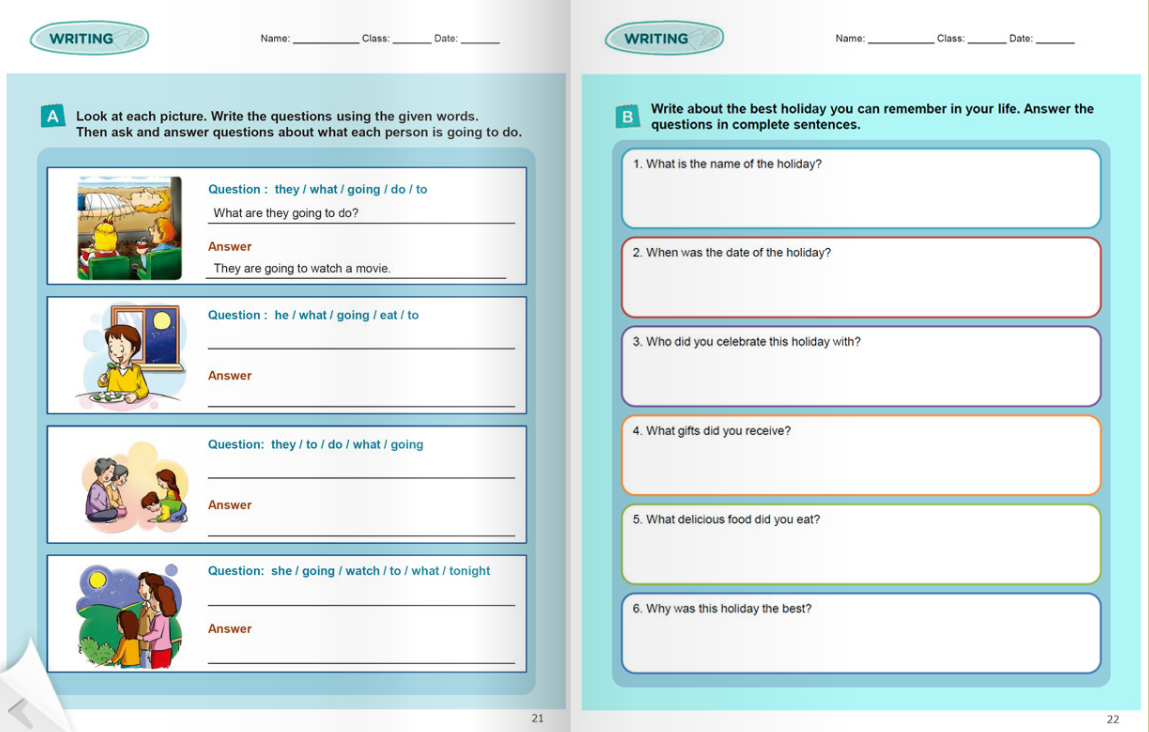 WRITING
Name: ____________ Class: _______ Date: _______
A
Look at each picture. Write the questions using the given words.
Then ask and answer questions about what each person is going to do.
Question : they / what / going / do / to
What are they going to do?
Answer
They are going to watch a movie.
Question : he / what / going / eat / to
Answer
Question: they / to / do / what / going
Answer
Question: she / going / watch / to / what / tonight
Answer
21
WRITING
Name: ____________ Class: _______ Date: _______
B
Write about the best holiday you can remember in your life. Answer the
questions in complete sentences.
1. What is the name of the holiday?
2. When was the date of the holiday?
3. Who did you celebrate this holiday with?
4. What gifts did you receive?
5. What delicious food did you eat?
6. Why was this holiday the best?
22